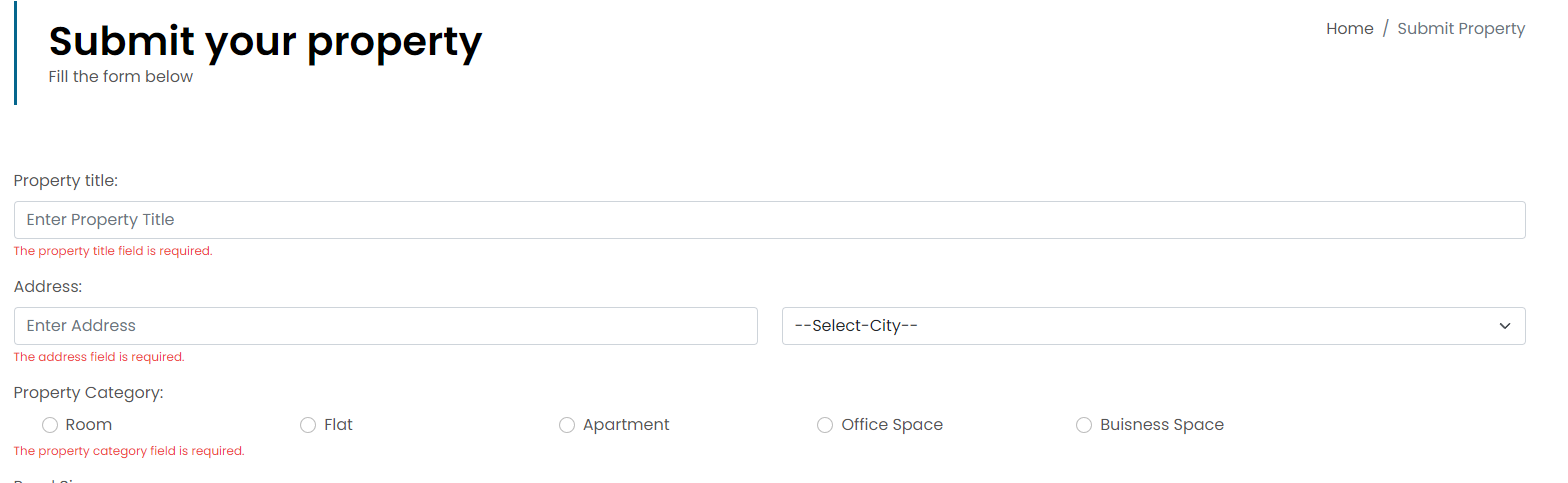 Submit your property
Home / Submit Property
Fill the form below
Property title:
Enter Property Title
The property title field is required.
Address:
Enter Address
--Select-City--
The address field is required.
Property Category:
Room Flat Apartment Office Space Buisness Space
The property category field is required.